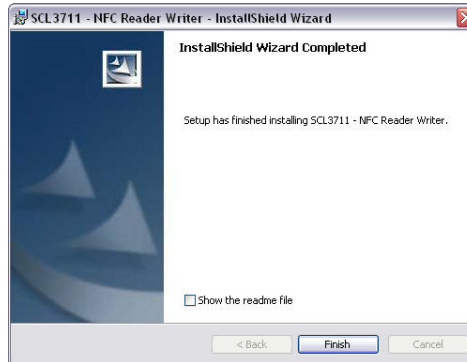 SCL3711 - NFC Reader Writer - InstallShield Wizard
InstallShield Wizard Completed
Setup has finished installing SCL3711 - NFC Reader Writer.
Show the readme file
< Back
Finish
Cancel